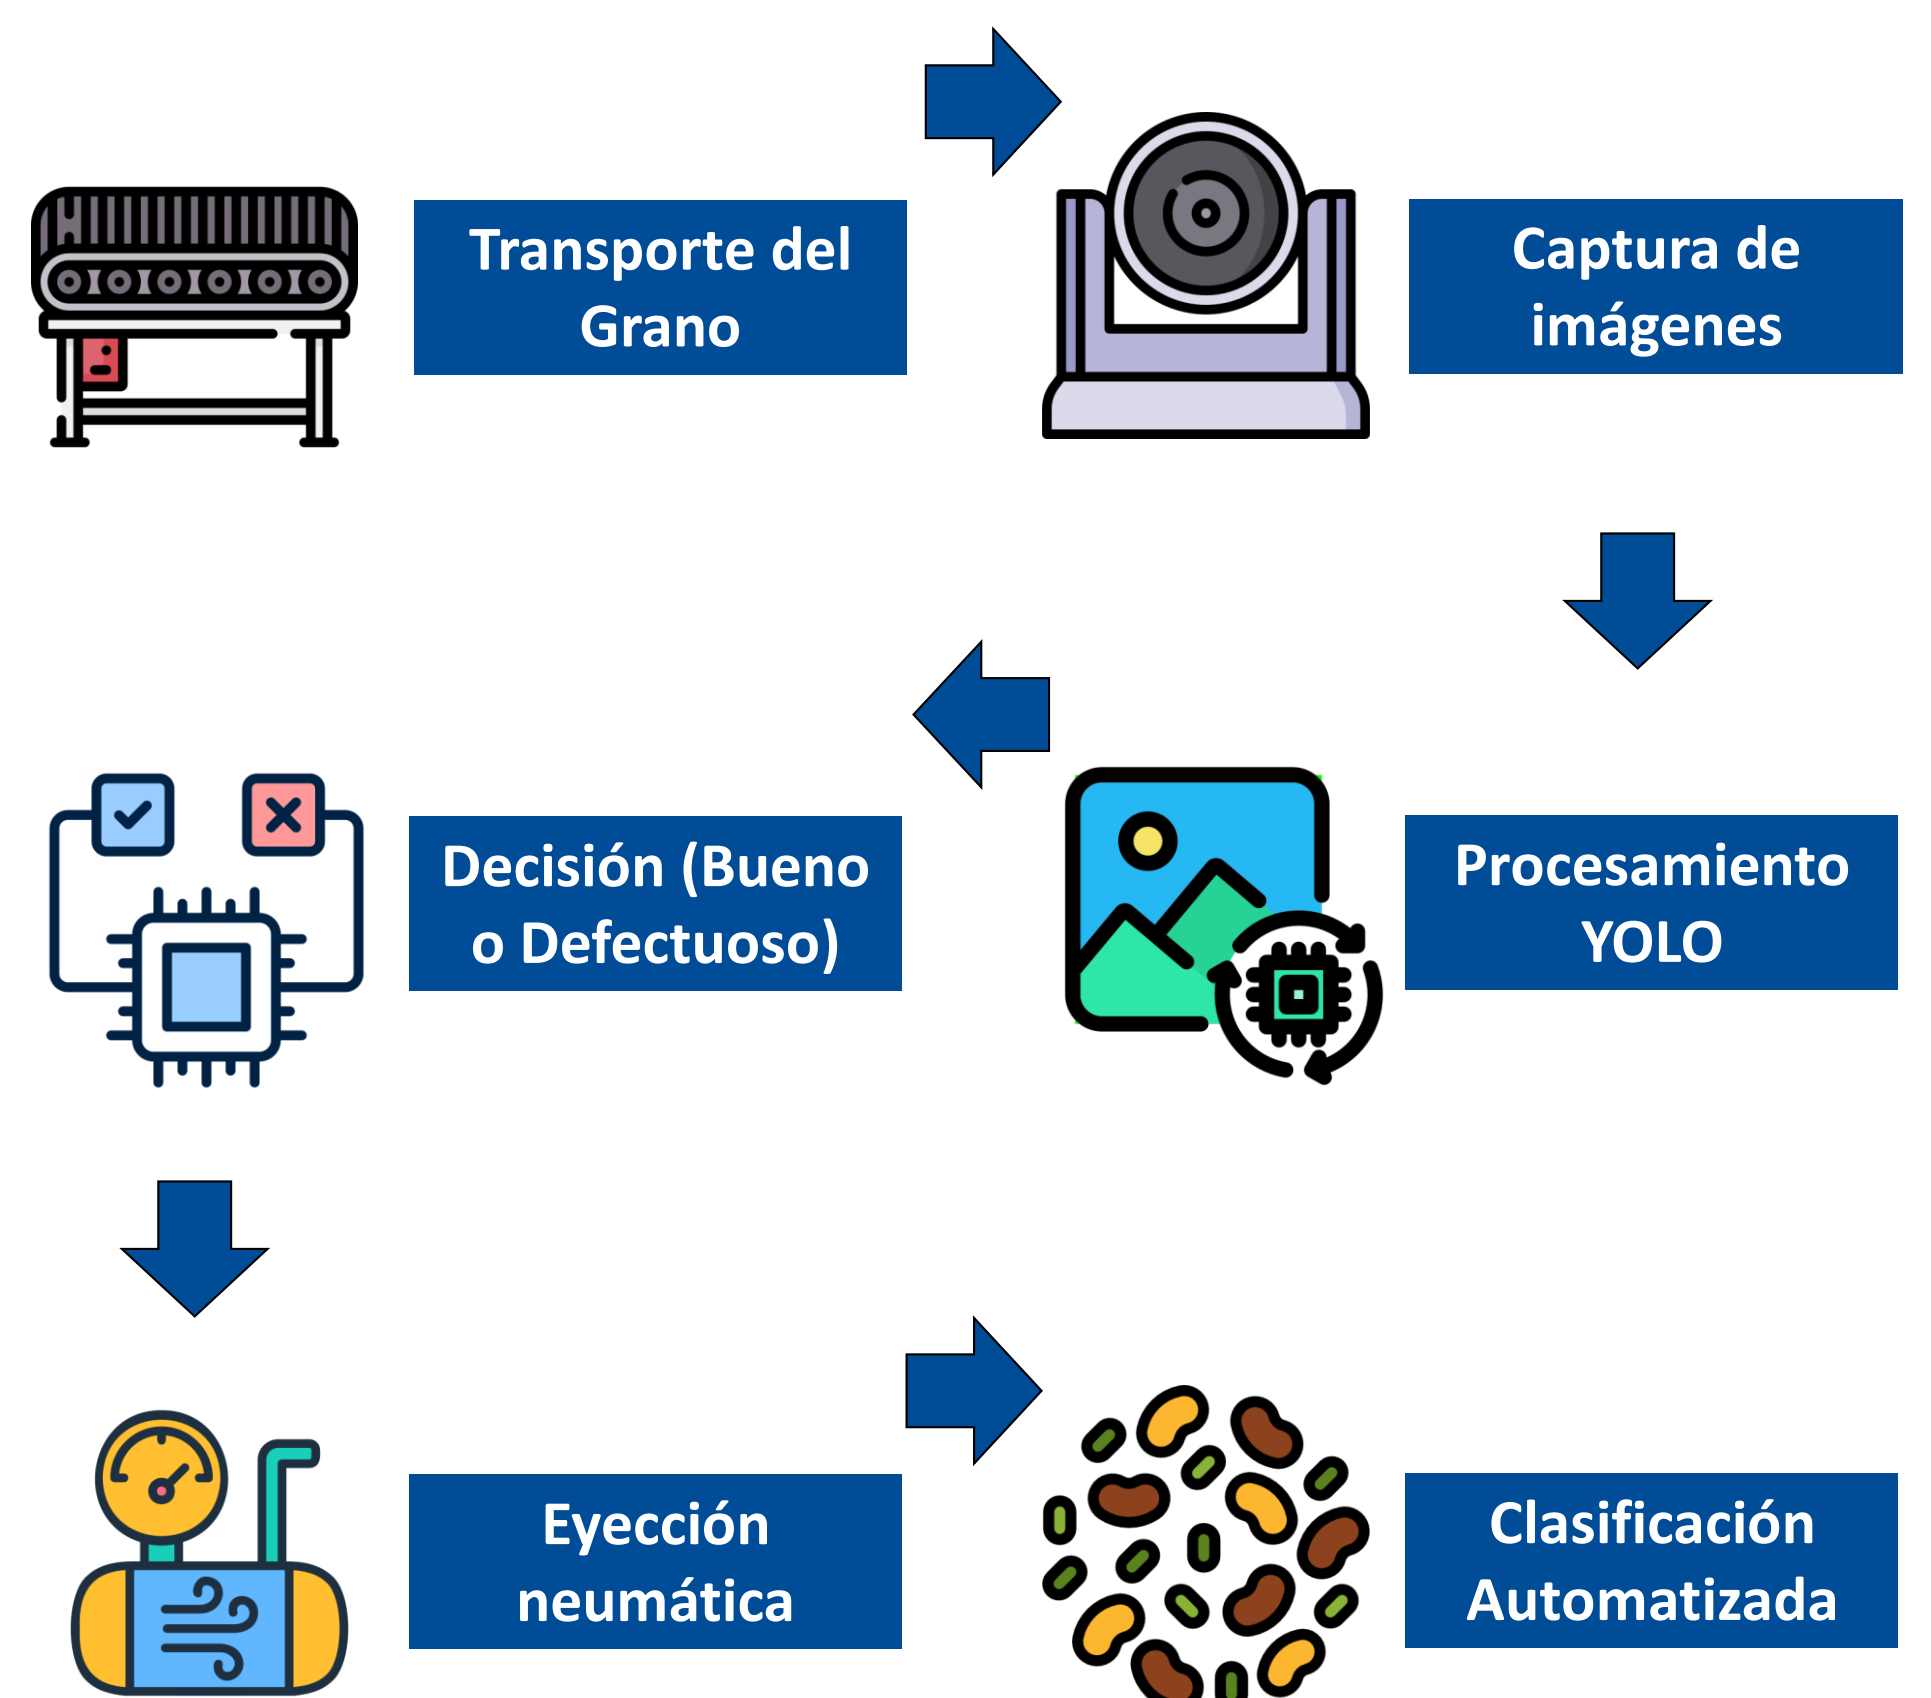 Transporte del
Grano
Captura de
imágenes
Decisión (Bueno
o Defectuoso)
Procesamiento
YOLO
Eyección
neumática
Clasificación
Automatizada